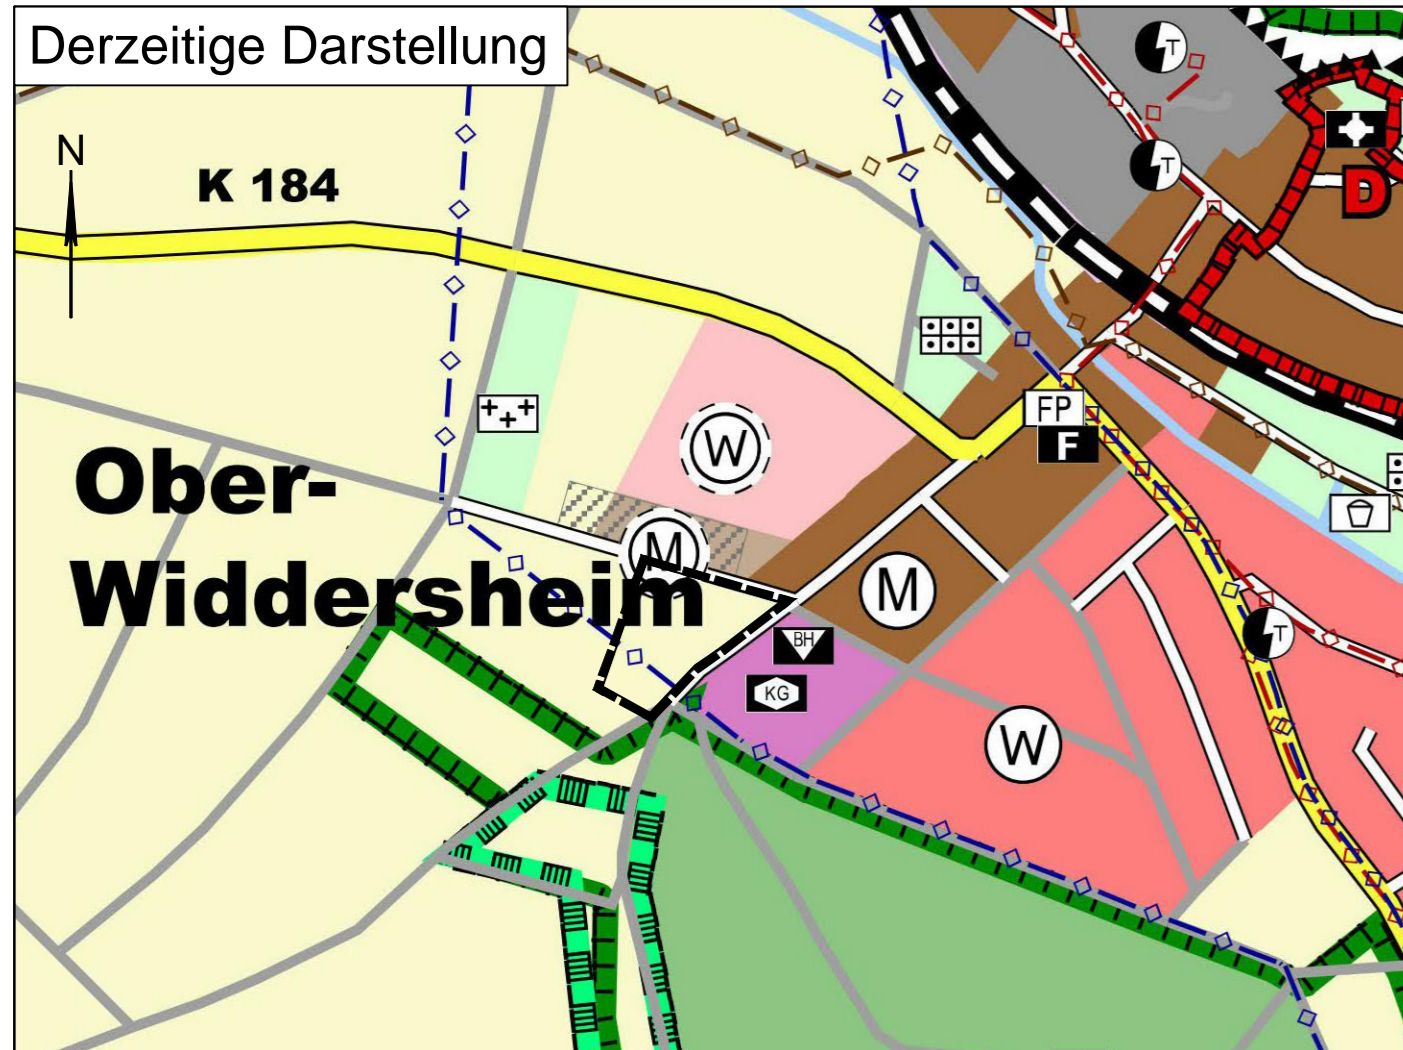 Derzeitige Darstellung
N
K 184
T
T
D
FP
F
W
Ober-
M
Widdersheim
M
BH
KG
T
W